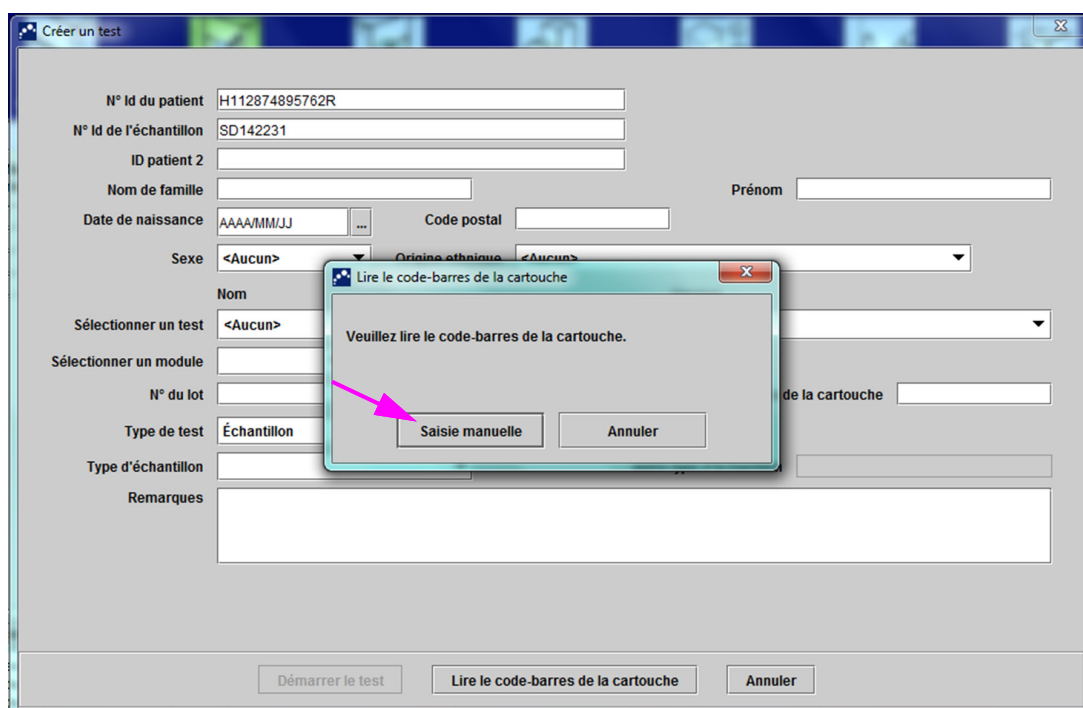 Créer un test
N° Id du patient H112874895762R
N° Id de l'échantillon SD142231
ID patient 2
Nom de famille Prénom
Date de naissance AAAA/MM/JJ ... Code postal
Sexe <Aucun> Origine ethnique <Aucun>
Nom
Sélectionner un test <Aucun>
Sélectionner un module
N° du lot de la cartouche
Type de test Échantillon
Type d'échantillon
Remarques
Lire le code-barres de la cartouche
Veuillez lire le code-barres de la cartouche.
Saisie manuelle Annuler
Démarrer le test Lire le code-barres de la cartouche Annuler